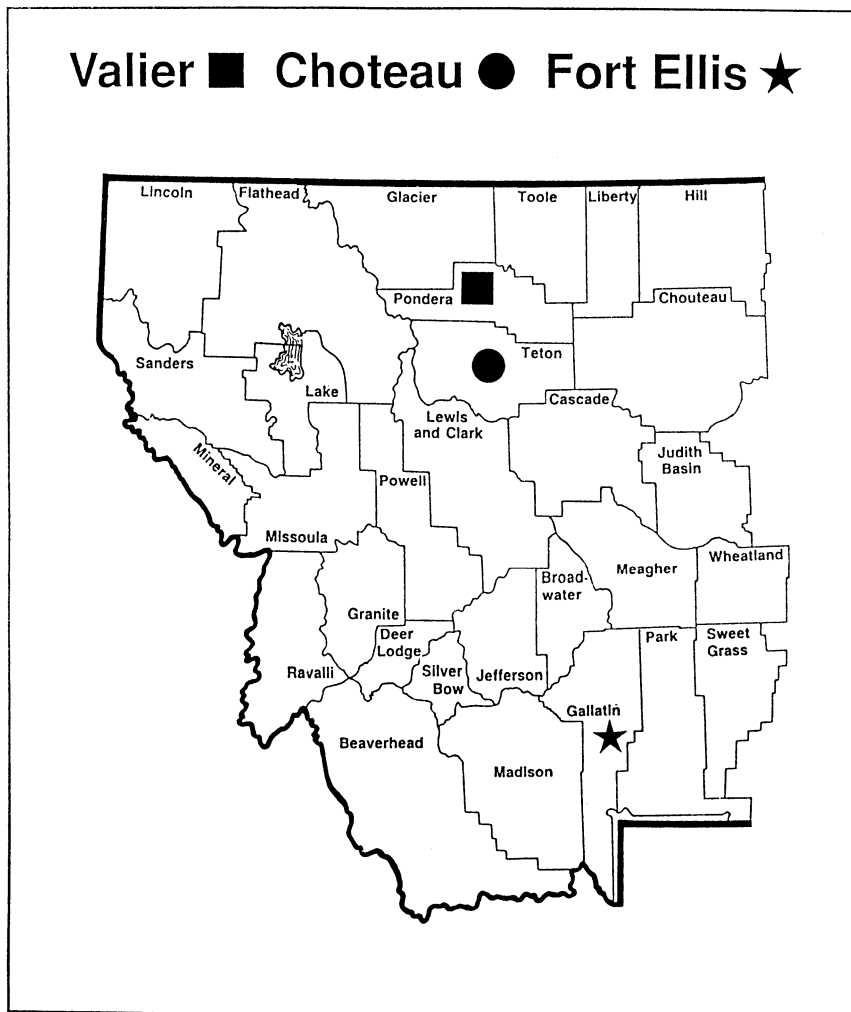 Valier Choteau Fort Ellis
Lincoln Flathead Glacier Toole Liberty Hill
Pondera
Chouteau
Sanders
Teton
Lake
Cascade
Lewis
and Clark
Mineral
Powell
Judith
Basin
Missoula
Broad-
water
Meagher
Wheatland
Granite
Deer
Lodge
Park
Sweet
Grass
Ravalli
Silver
Bow
Jefferson
Gallatin
Beaverhead
Madison